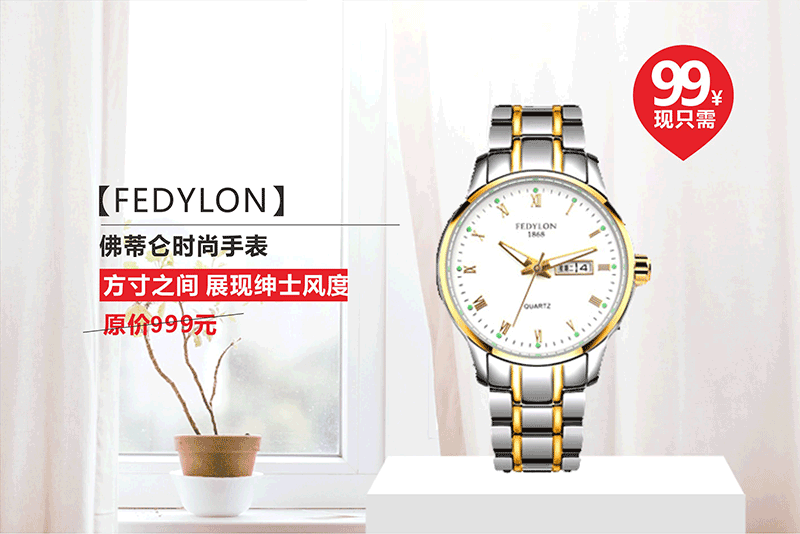 99¥
现只需
【FEDYLON】
佛蒂仑时尚手表
方寸之间 展现绅士风度
原价999元
FEDYLON
1868
QUARTZ